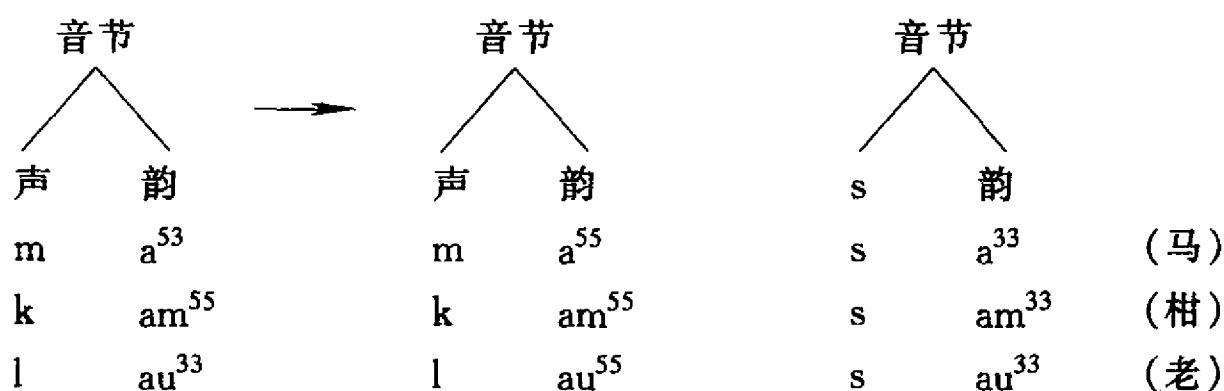 音节 音节 音节
声 韵 声 韵 s 韵
m a⁵³ m a⁵⁵ s a³³ (马)
k am⁵⁵ k am⁵⁵ s am³³ (柑)
l au³³ l au⁵⁵ s au³³ (老)